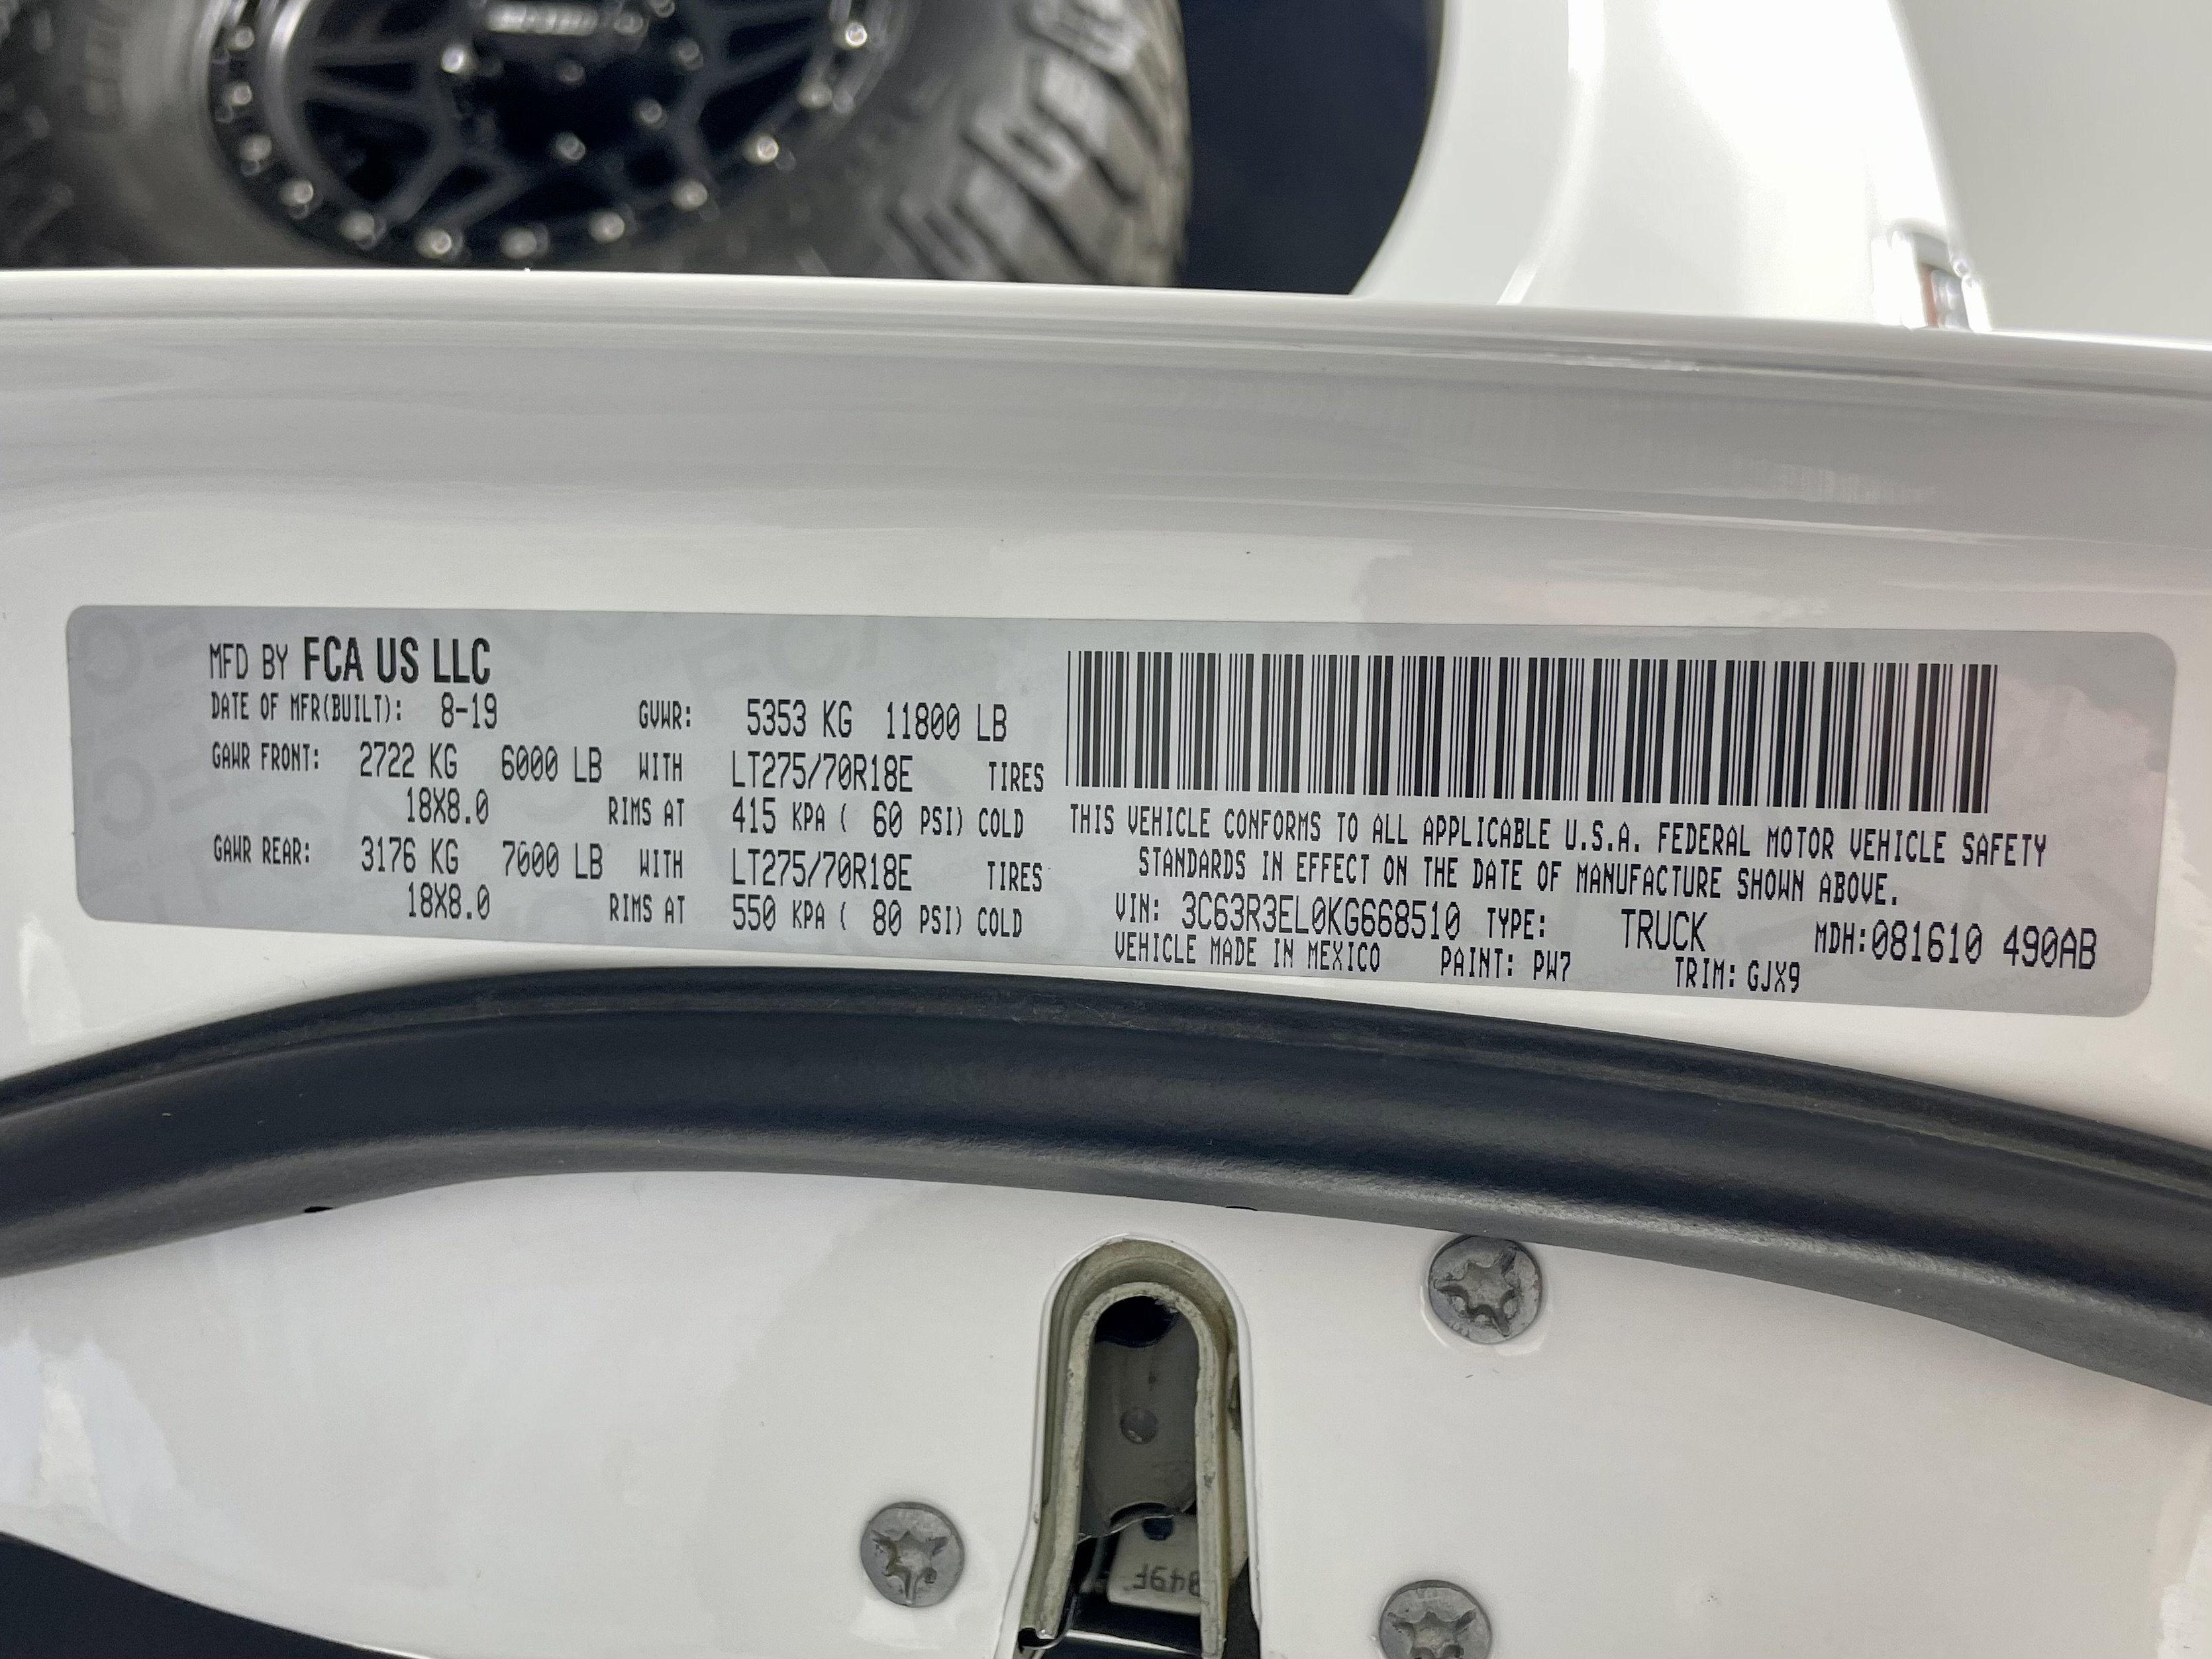 MFD BY FCA US LLC
DATE OF MFR(BUILT): 8-19 GVWR: 5353 KG 11800 LB
GAWR FRONT: 2722 KG 6000 LB WITH LT275/70R18E TIRES
18X8.0 RIMS AT 415 KPA ( 60 PSI) COLD
GAWR REAR: 3176 KG 7000 LB WITH LT275/70R18E TIRES
18X8.0 RIMS AT 550 KPA ( 80 PSI) COLD
THIS VEHICLE CONFORMS TO ALL APPLICABLE U.S.A. FEDERAL MOTOR VEHICLE SAFETY
STANDARDS IN EFFECT ON THE DATE OF MANUFACTURE SHOWN ABOVE.
VIN: 3C63R3EL0KG668510 TYPE: TRUCK MDH:081610 490AB
VEHICLE MADE IN MEXICO PAINT: PW7 TRIM: GJX9